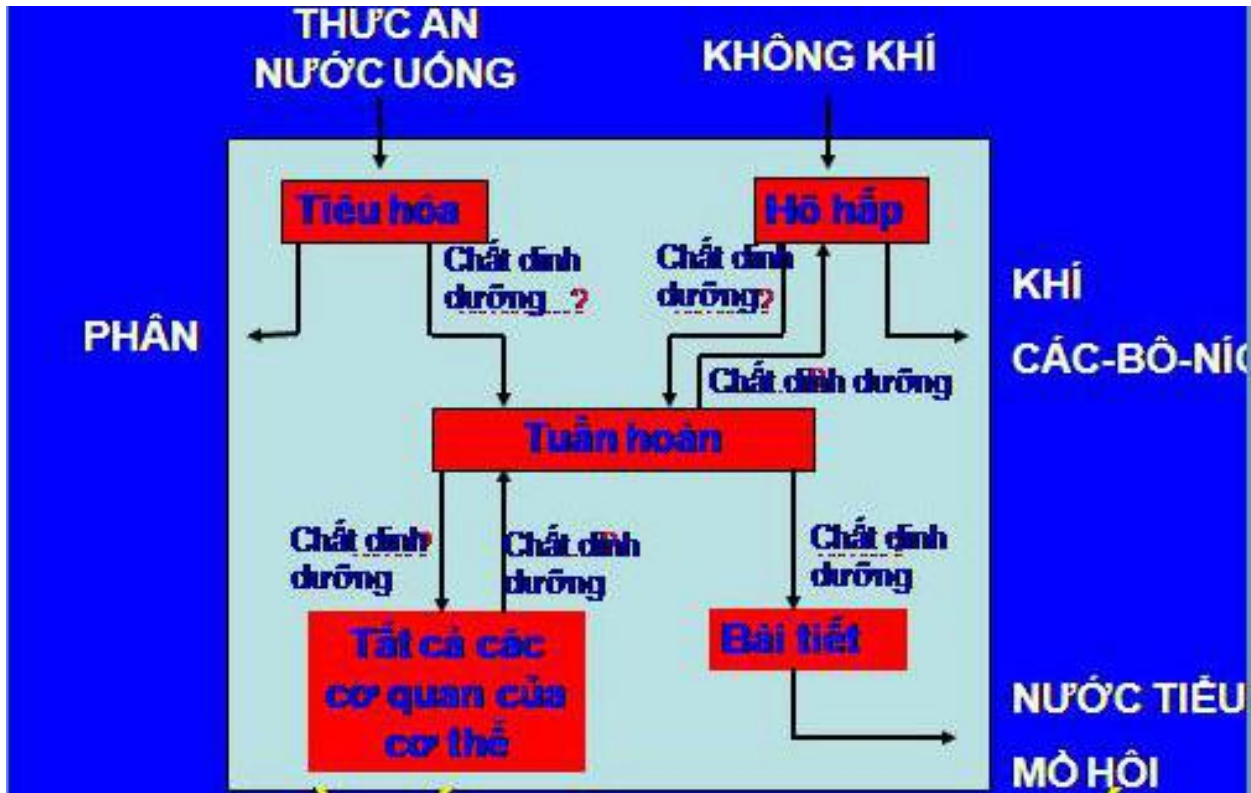 THỨC ĂN
NƯỚC UỐNG
KHÔNG KHÍ
Tiêu hóa
Hô hấp
Chất dinh
dưỡng...?
Chất dinh
dưỡng?
KHÍ
CÁC-BÔ-NÍC
PHÂN
Chất dinh dưỡng
Tuần hoàn
Chất dinh
dưỡng
Chất dinh
dưỡng
Chất dinh
dưỡng
Tất cả các
cơ quan của
cơ thể
Bài tiết
NƯỚC TIỂU
MỒ HÔI